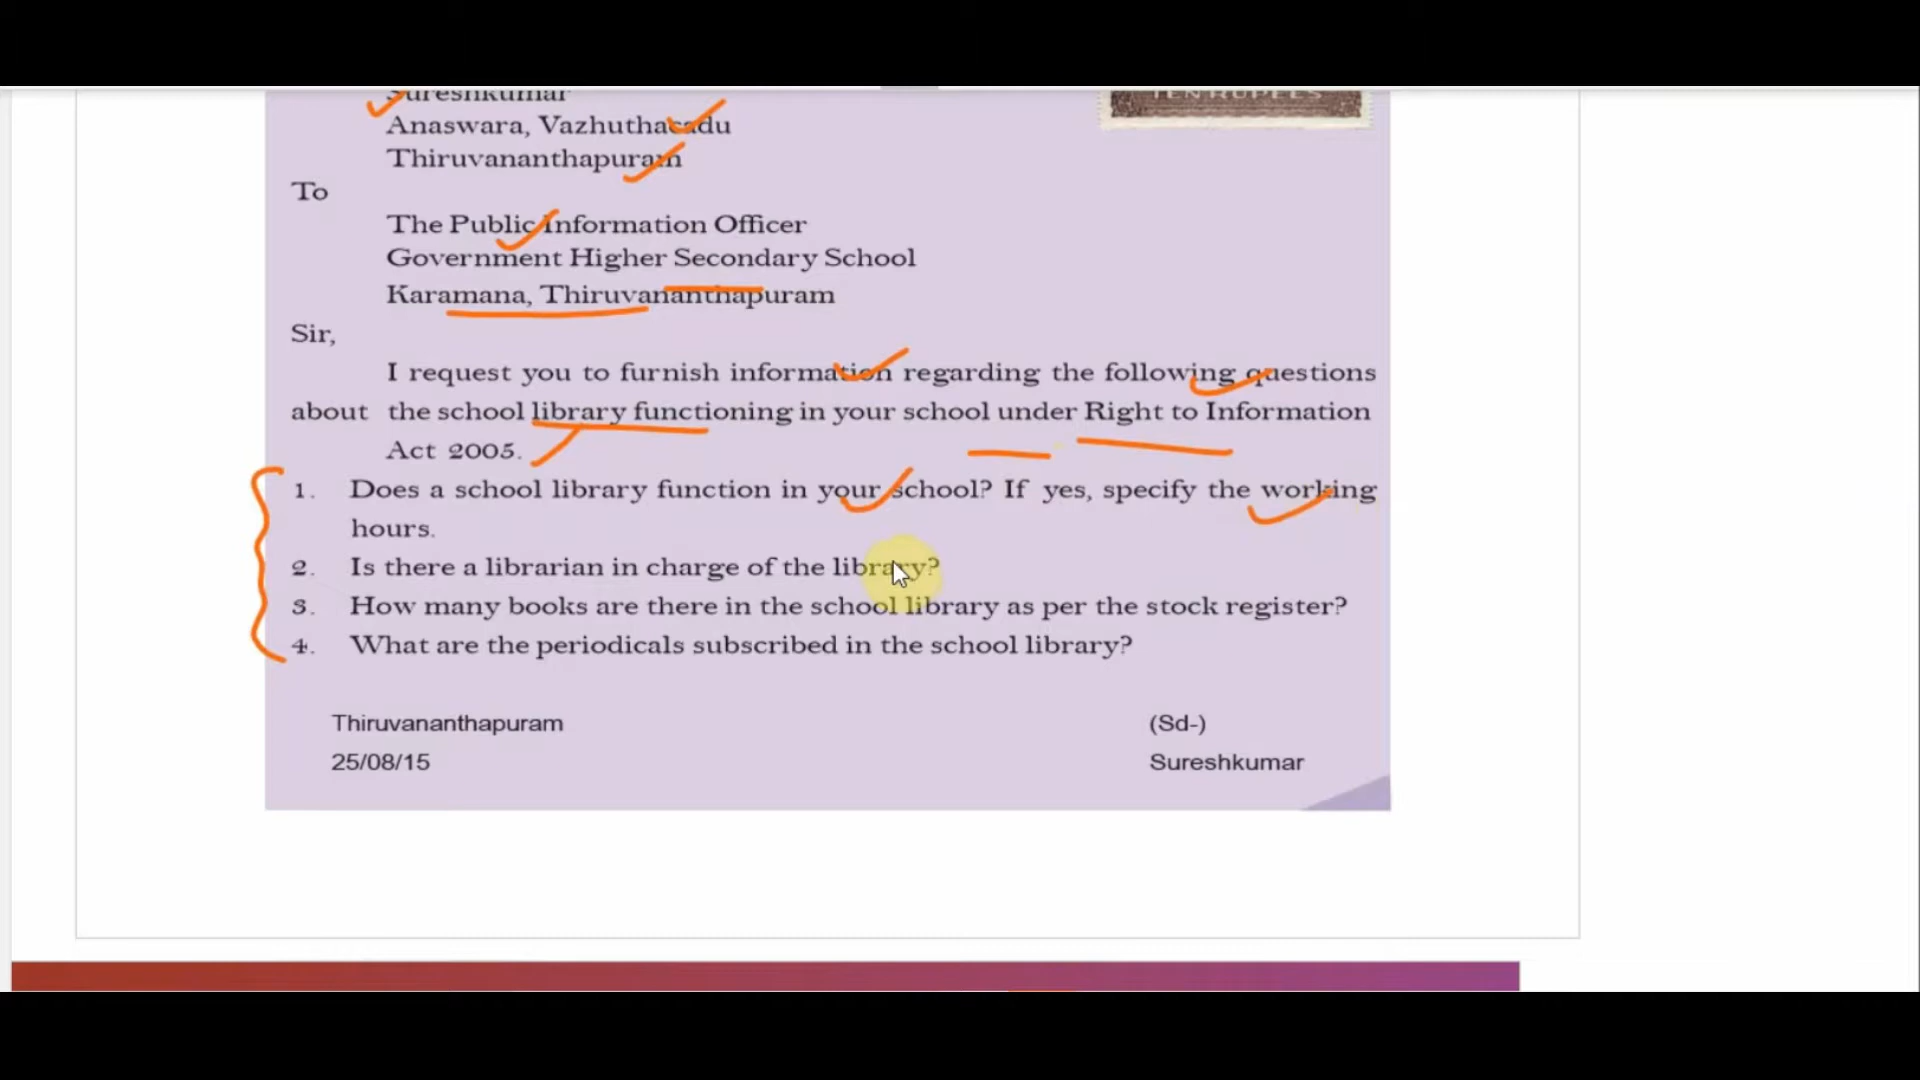 Sureshkumar
TEN RUPEES
Anaswara, Vazhuthacadu
Thiruvananthapuram
To
The Public Information Officer
Government Higher Secondary School
Karamana, Thiruvananthapuram
Sir,
I request you to furnish information regarding the following questions
about the school library functioning in your school under Right to Information
Act 2005.
1. Does a school library function in your school? If yes, specify the working
hours.
2. Is there a librarian in charge of the library?
3. How many books are there in the school library as per the stock register?
4. What are the periodicals subscribed in the school library?
Thiruvananthapuram (Sd-)
25/08/15 Sureshkumar